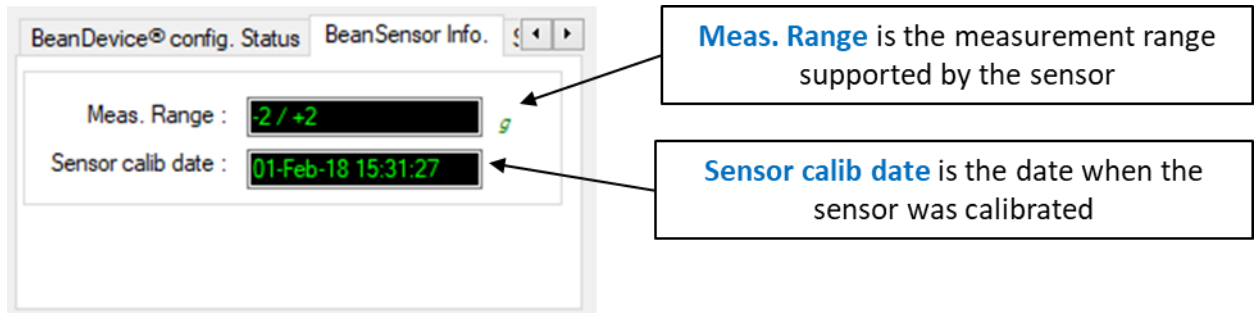 BeanDevice® config. Status BeanSensor Info.
Meas. Range : -2 / +2 g
Sensor calib date : 01-Feb-18 15:31:27
Meas. Range is the measurement range
supported by the sensor
Sensor calib date is the date when the
sensor was calibrated